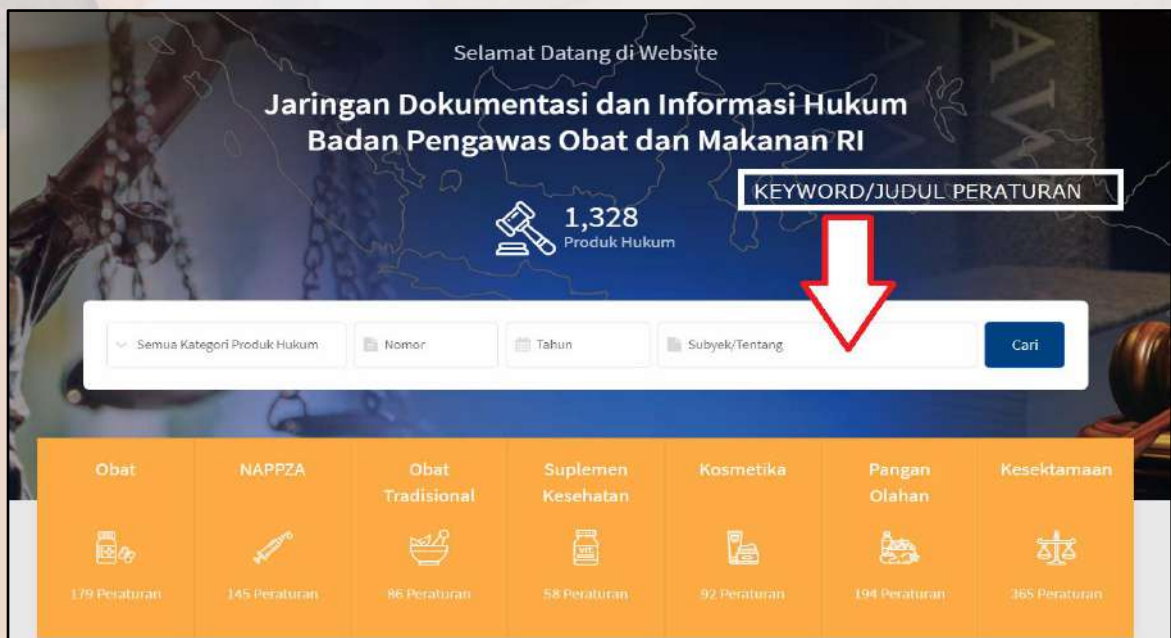 Selamat Datang di Website
Jaringan Dokumentasi dan Informasi Hukum
Badan Pengawas Obat dan Makanan RI
KEYWORD/JUDUL PERATURAN
1,328
Produk Hukum
Semua Kategori Produk Hukum
Nomor
Tahun
Subyek/Tentang
Cari
Obat
179 Peraturan
NAPPZA
145 Peraturan
Obat
Tradisional
86 Peraturan
Suplemen
Kesehatan
VIT.
58 Peraturan
Kosmetika
92 Peraturan
Pangan
Olahan
194 Peraturan
Kesektamaan
365 Peraturan